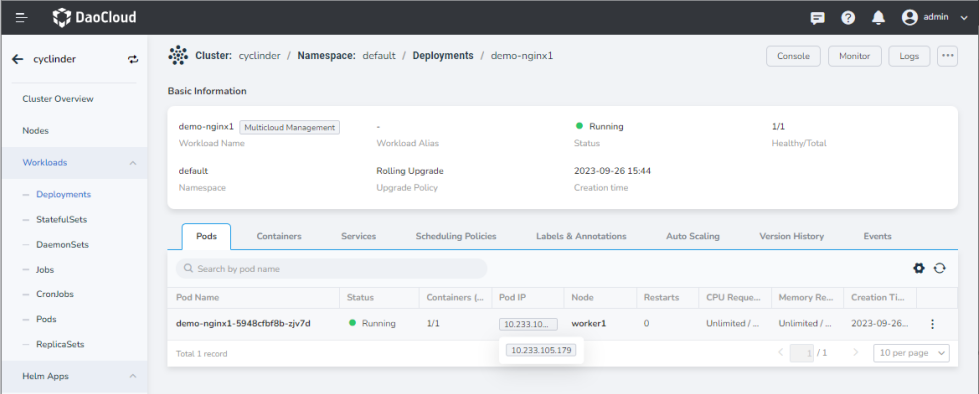 DaoCloud
admin
cyclinder
Cluster: cyclinder / Namespace: default / Deployments / demo-nginx1
Console
Monitor
Logs
Cluster Overview
Nodes
Workloads
Deployments
StatefulSets
DaemonSets
Jobs
CronJobs
Pods
ReplicaSets
Helm Apps
Basic Information
demo-nginx1 Multicloud Management
Workload Name
-
Workload Alias
Running
Status
1/1
Healthy/Total
default
Namespace
Rolling Upgrade
Upgrade Policy
2023-09-26 15:44
Creation time
Pods Containers Services Scheduling Policies Labels & Annotations Auto Scaling Version History Events
Search by pod name
Pod Name Status Containers (... Pod IP Node Restarts CPU Reque... Memory Re... Creation Ti...
demo-nginx1-5948cfbf8b-zjv7d Running 1/1 10.233.10... worker1 0 Unlimited / ... Unlimited / ... 2023-09-26...
10.233.105.179
Total 1 record
1 / 1
10 per page